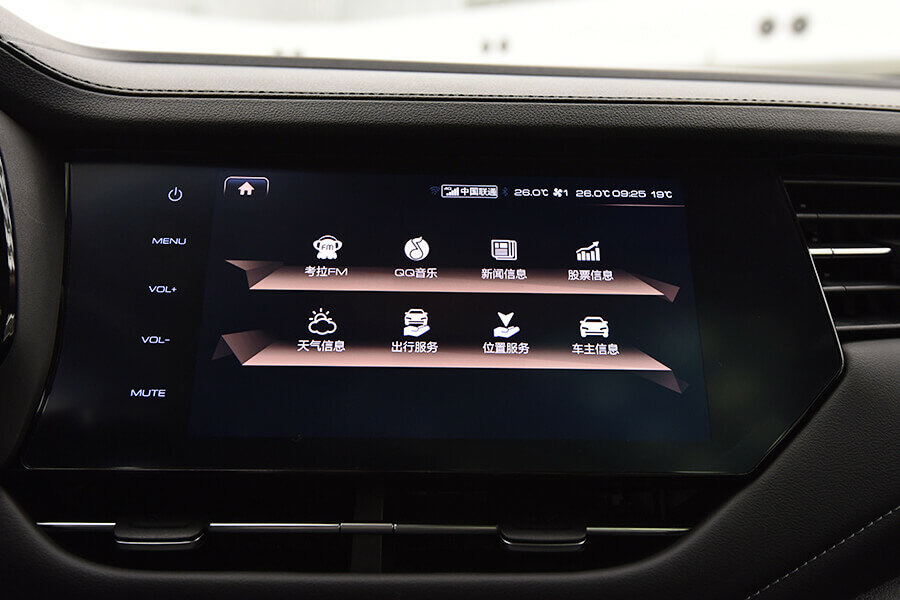 4G 中国联通 26.0℃ 1 26.0℃ 09:25 19℃
MENU
VOL+
VOL-
MUTE
FM
考拉FM QQ音乐 新闻信息 股票信息
天气信息 出行服务 位置服务 车主信息